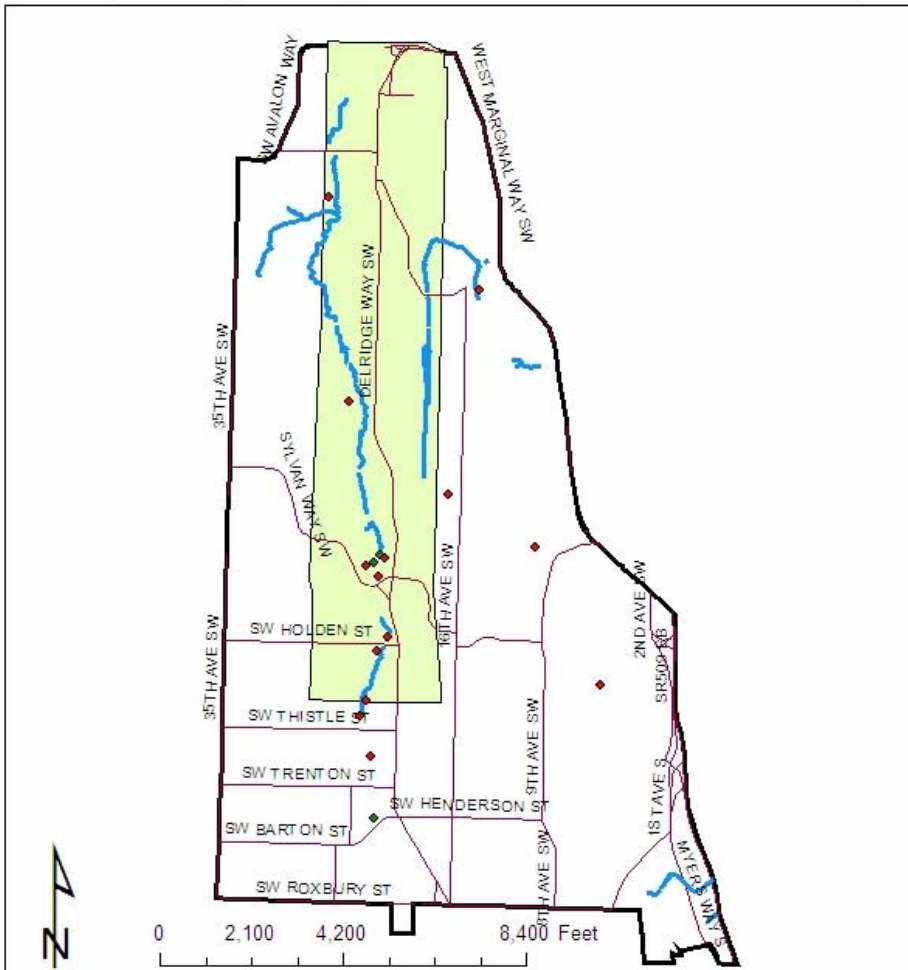 SW AVALON WAY
WEST MARGINAL WAY SW
DELRIDGE WAY SW
35TH AVE SW
SYLVAN WAY SW
16TH AVE SW
2ND AVE SW
SW HOLDEN ST
35TH AVE SW
SW THISTLE ST
9TH AVE SW
SW TRENTON ST
SW HENDERSON ST
1ST AVE S
SW BARTON ST
MYERS WAY S
SW ROXBURY ST
8TH AVE SW
N
0 2,100 4,200 8,400 Feet